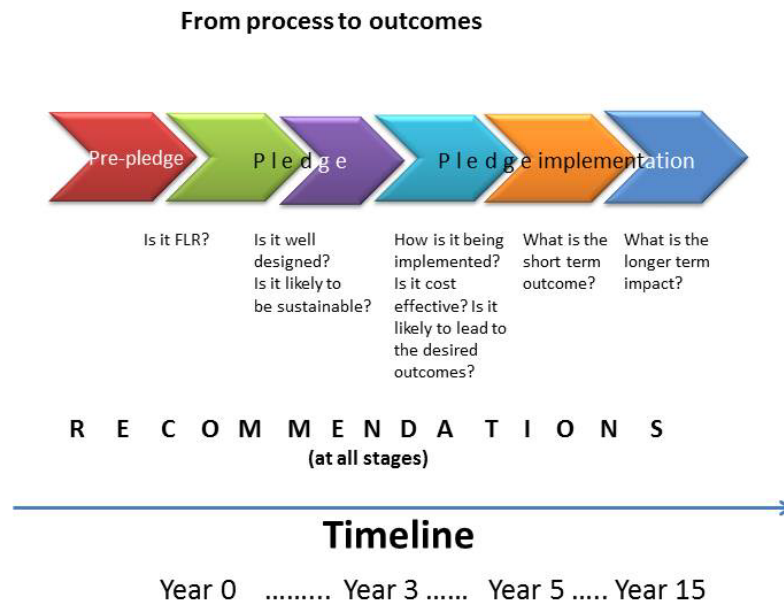 From process to outcomes
Pre-pledge
P l e d g e
P l e d g e implementation
Is it FLR?
Is it well
designed?
Is it likely to
be sustainable?
How is it being
implemented?
Is it cost
effective? Is it
likely to lead to
the desired
outcomes?
What is the
short term
outcome?
What is the
longer term
impact?
R E C O M M E N D A T I O N S
(at all stages)
Timeline
Year 0 ......... Year 3 ...... Year 5 ..... Year 15